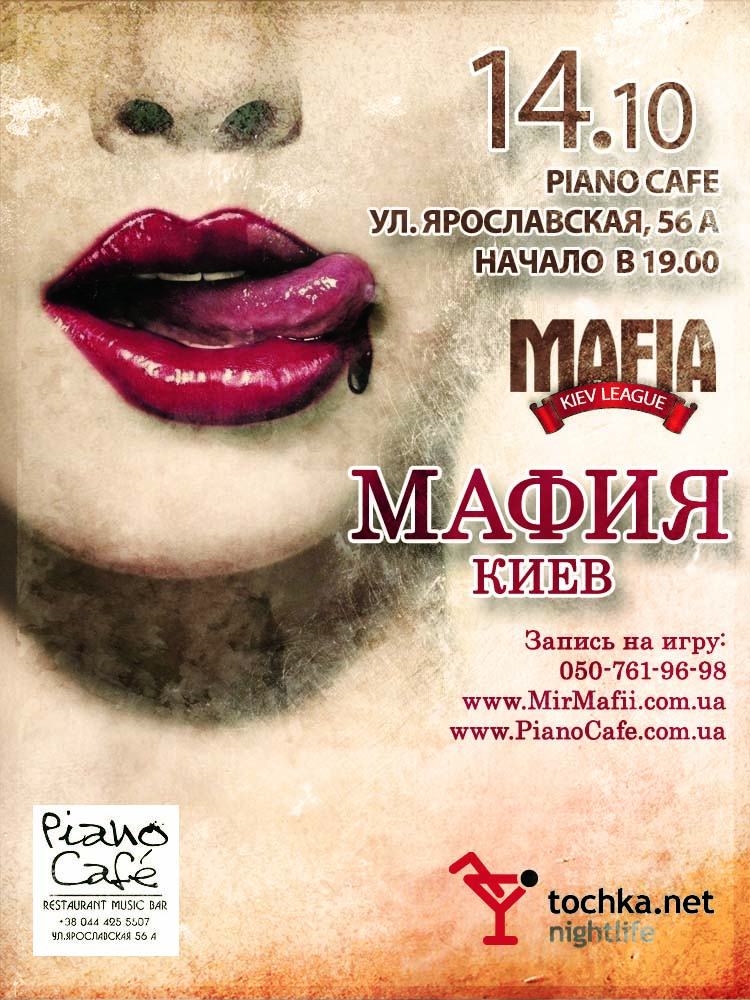 14.10
PIANO CAFE
УЛ. ЯРОСЛАВСКАЯ, 56 А
НАЧАЛО В 19.00
MAFIA
KIEV LEAGUE
МАФИЯ
КИЕВ
Запись на игру:
050-761-96-98
www.MirMafii.com.ua
www.PianoCafe.com.ua
Piano
Café
RESTAURANT MUSIC BAR
+38 044 425 5507
УЛ.ЯРОСЛАВСКАЯ 56 А
tochka.net
nightlife